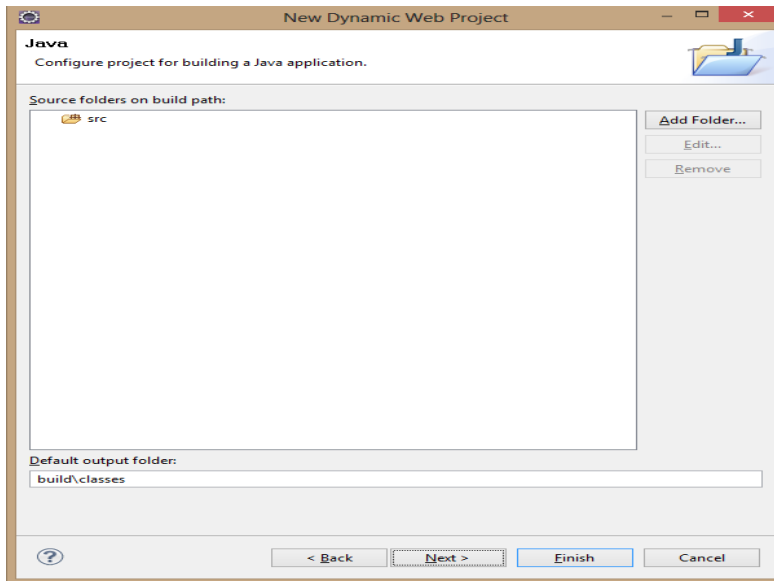 New Dynamic Web Project
Java
Configure project for building a Java application.
Source folders on build path:
src
Add Folder...
Edit...
Remove
Default output folder:
build\classes
?
< Back
Next >
Finish
Cancel